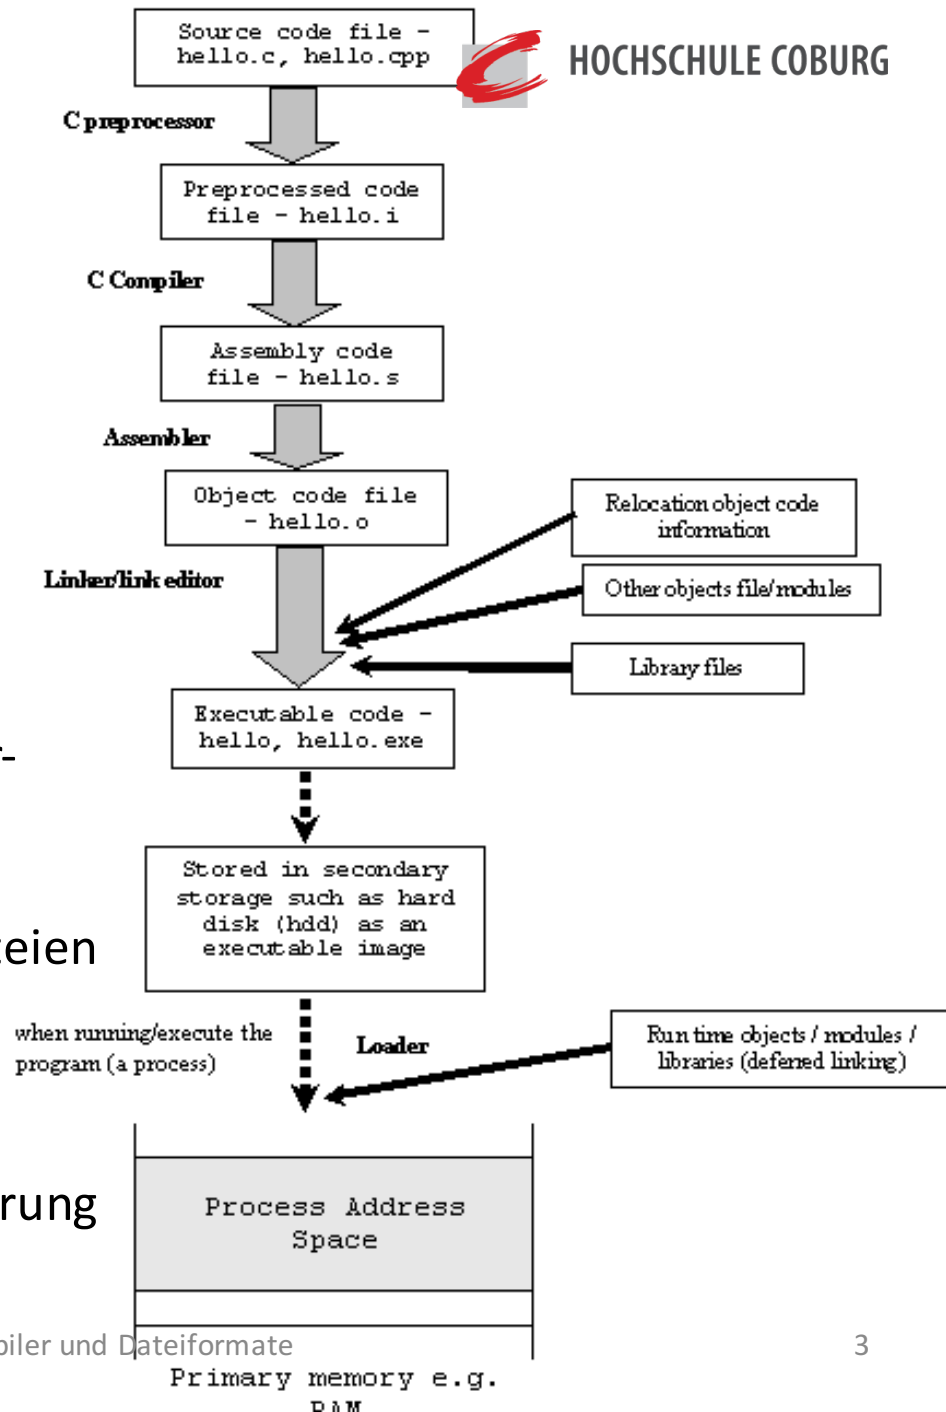 Source code file -
hello.c, hello.cpp
HOCHSCHULE COBURG
C preprocessor
Preprocessed code
file - hello.i
C Compiler
Assembly code
file - hello.s
Assembler
Object code file
- hello.o
Relocation object code
information
Linker/link editor
Other objects file/modules
Library files
Executable code -
hello, hello.exe
Stored in secondary
storage such as hard
disk (hdd) as an
executable image
teien
when running/execute the
program (a process)
Loader
Run time objects / modules /
libraries (deferred linking)
rung
Process Address
Space
piler und Dateiformate
3
Primary memory e.g.
RAM